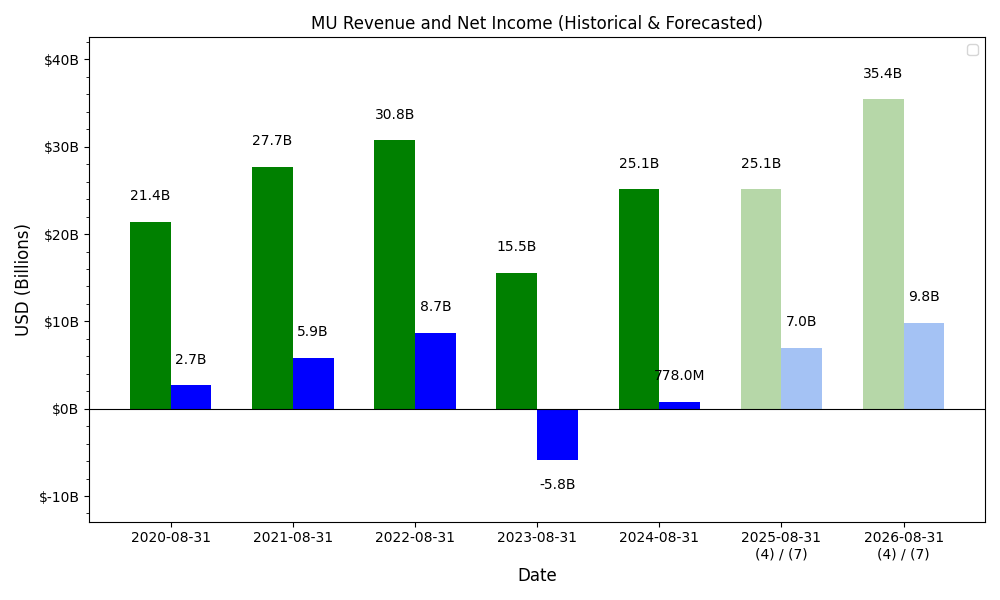 MU Revenue and Net Income (Historical & Forecasted)
USD (Billions)
$40B
$30B
$20B
$10B
$0B
$-10B
21.4B
2.7B
27.7B
5.9B
30.8B
8.7B
15.5B
-5.8B
25.1B
778.0M
25.1B
7.0B
35.4B
9.8B
2020-08-31
2021-08-31
2022-08-31
2023-08-31
2024-08-31
2025-08-31
(4) / (7)
2026-08-31
(4) / (7)
Date